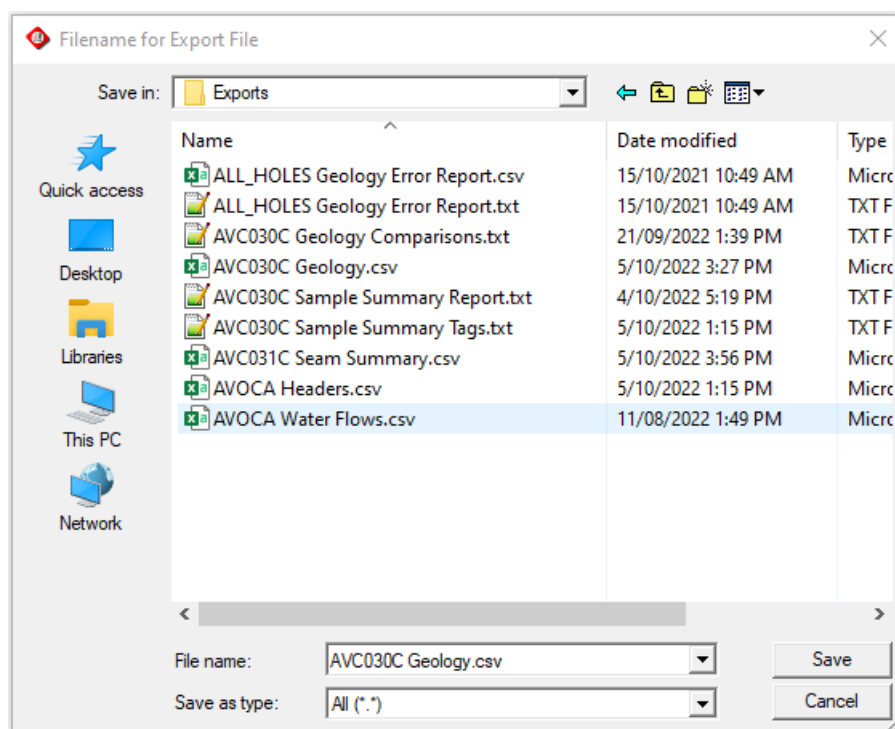 Filename for Export File
Save in: Exports
Name Date modified Type
ALL_HOLES Geology Error Report.csv 15/10/2021 10:49 AM Micro
ALL_HOLES Geology Error Report.txt 15/10/2021 10:49 AM TXT F
AVC030C Geology Comparisons.txt 21/09/2022 1:39 PM TXT F
AVC030C Geology.csv 5/10/2022 3:27 PM Micro
AVC030C Sample Summary Report.txt 4/10/2022 5:19 PM TXT F
AVC030C Sample Summary Tags.txt 5/10/2022 1:15 PM TXT F
AVC031C Seam Summary.csv 5/10/2022 3:56 PM Micro
AVOCA Headers.csv 5/10/2022 1:15 PM Micro
AVOCA Water Flows.csv 11/08/2022 1:49 PM Micro
Quick access
Desktop
Libraries
This PC
Network
File name: AVC030C Geology.csv Save
Save as type: All (*.*) Cancel